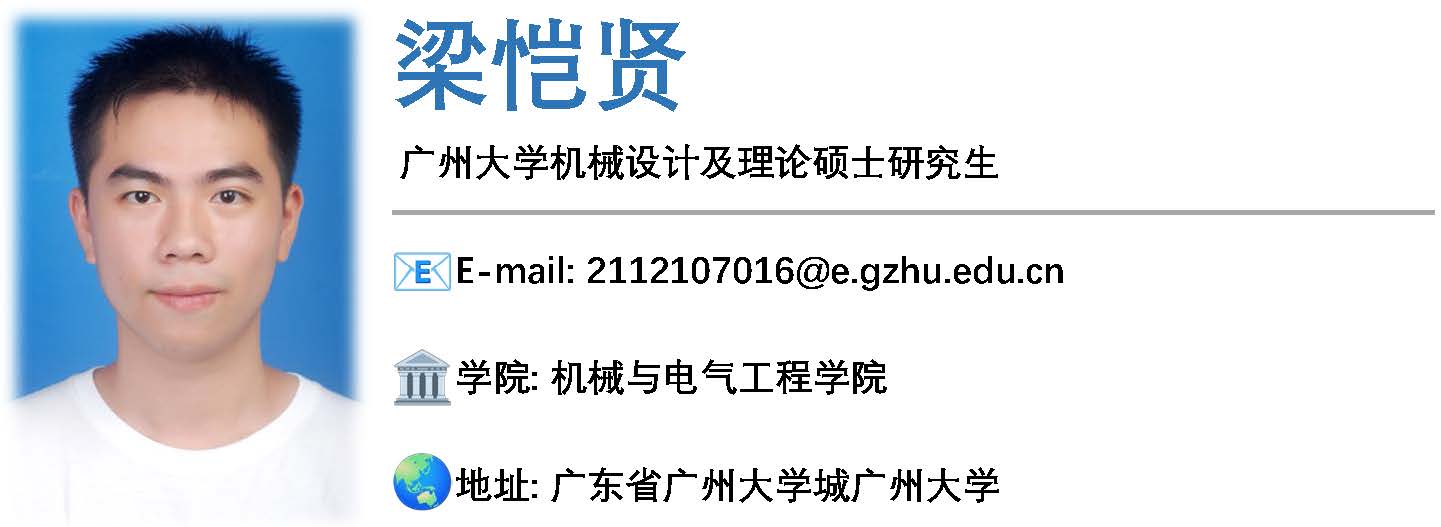 梁恺贤
广州大学机械设计及理论硕士研究生
E-mail: 2112107016@e.gzhu.edu.cn
学院: 机械与电气工程学院
地址: 广东省广州大学城广州大学